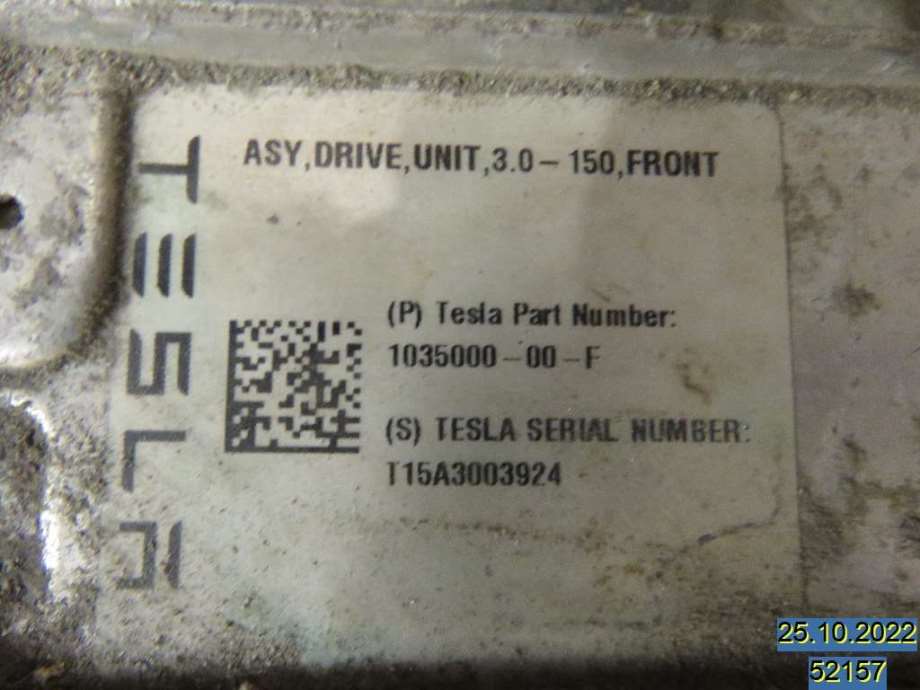 TESLA
ASY,DRIVE,UNIT,3.0-150,FRONT
(P) Tesla Part Number:
1035000-00-F
(S) TESLA SERIAL NUMBER:
T15A3003924
25.10.2022
52157